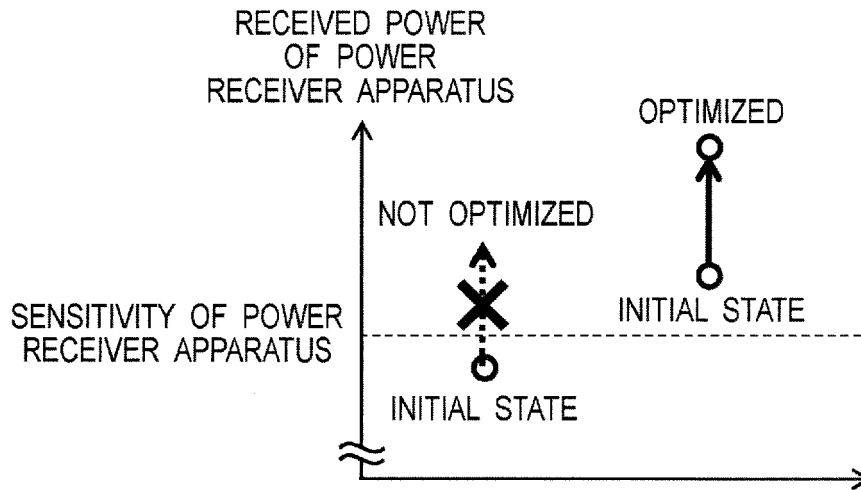 RECEIVED POWER
OF POWER
RECEIVER APPARATUS
OPTIMIZED
NOT OPTIMIZED
INITIAL STATE
SENSITIVITY OF POWER
RECEIVER APPARATUS
INITIAL STATE